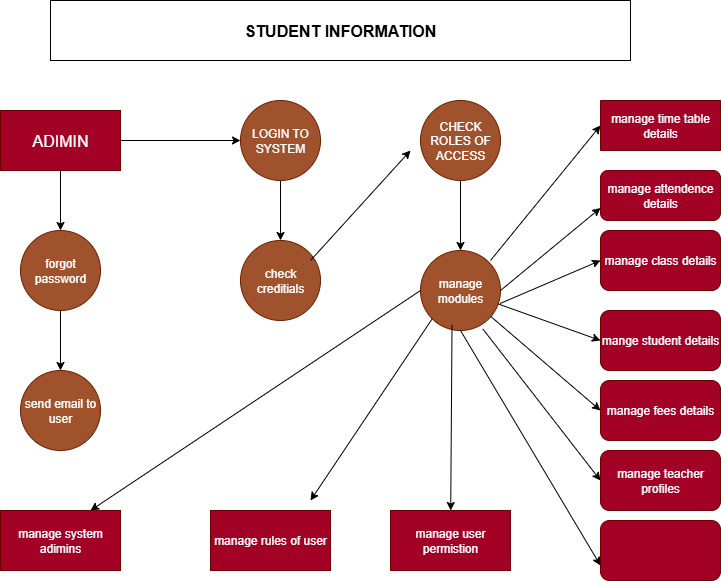 STUDENT INFORMATION
ADIMIN
LOGIN TO
SYSTEM
CHECK
ROLES OF
ACCESS
manage time table
details
manage attendence
details
forgot
password
check
creditials
manage
modules
manage class details
mange student details
send email to
user
manage fees details
manage teacher
profiles
manage system
adimins
manage rules of user
manage user
permistion